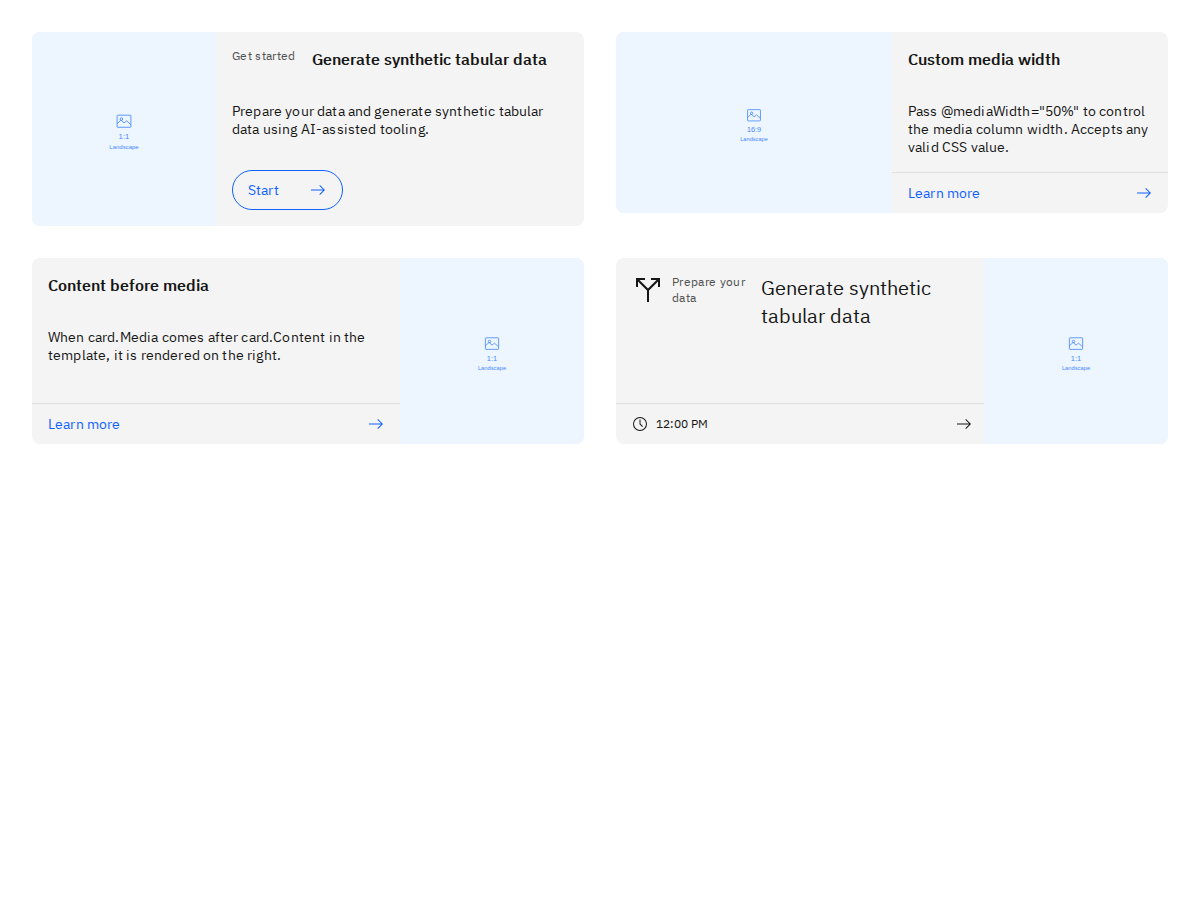 1:1
Landscape
Get started
Generate synthetic tabular data
Prepare your data and generate synthetic tabular
data using AI-assisted tooling.
Start
16:9
Landscape
Custom media width
Pass @mediaWidth="50%" to control
the media column width. Accepts any
valid CSS value.
Learn more
Content before media
When card.Media comes after card.Content in the
template, it is rendered on the right.
Learn more
1:1
Landscape
Prepare your
data
Generate synthetic
tabular data
12:00 PM
1:1
Landscape